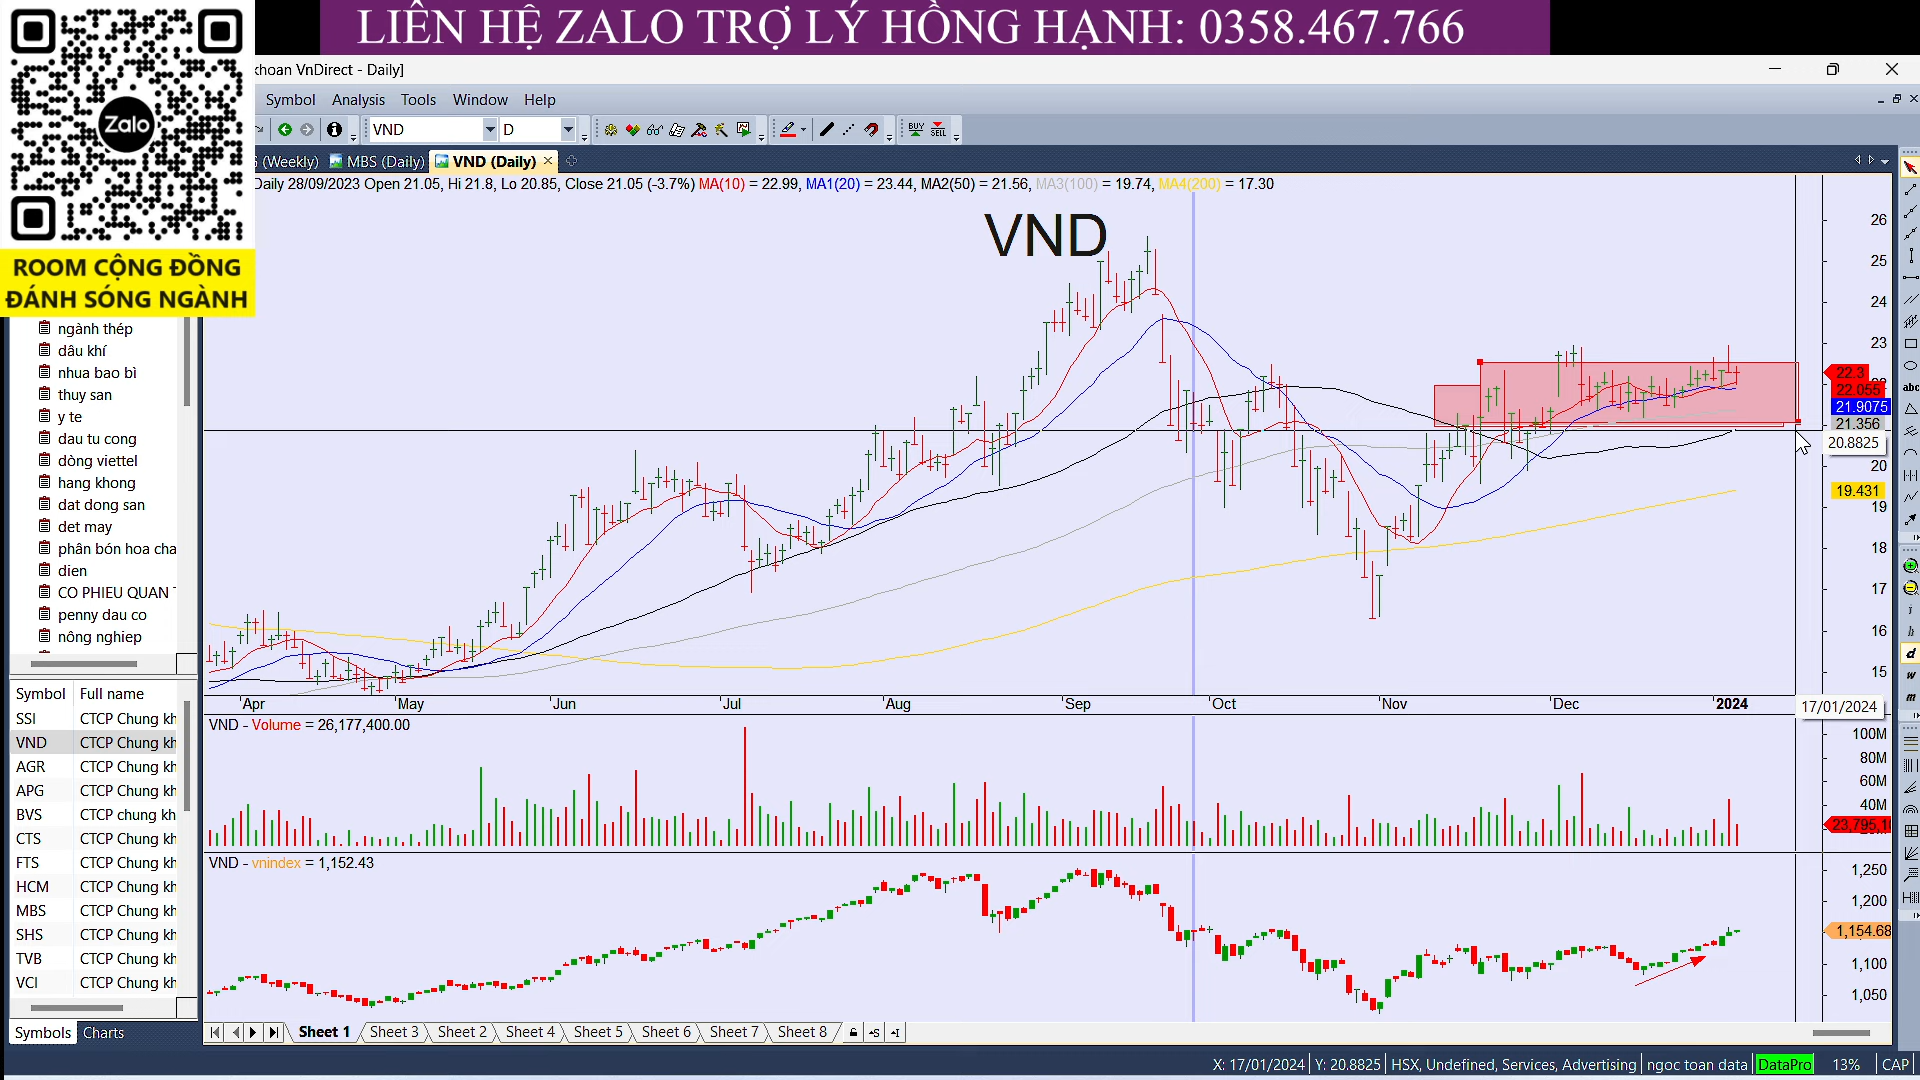 LIÊN HỆ ZALO TRỢ LÝ HỒNG HẠNH: 0358.467.766
Zalo
ROOM CỘNG ĐỒNG
ĐÁNH SÓNG NGÀNH
khoan VnDirect - Daily]
Symbol Analysis Tools Window Help
VND D BUY SELL
(Weekly) MBS (Daily) VND (Daily)
Daily 28/09/2023 Open 21.05, Hi 21.8, Lo 20.85, Close 21.05 (-3.7%) MA(10) = 22.99, MA1(20) = 23.44, MA2(50) = 21.56, MA3(100) = 19.74, MA4(200) = 17.30
VND
26
25
24
23
22.3
22.055
21.9075
21.356
20.8825
20
19.431
19
18
17
16
15
ngành thép
dâu khí
nhua bao bì
thuy san
y te
dau tu cong
dòng viettel
hang khong
dat dong san
det may
phân bón hoa cha
dien
CO PHIEU QUAN
penny dau co
nông nghiep
Apr May Jun Jul Aug Sep Oct Nov Dec 2024 17/01/2024
VND - Volume = 26,177,400.00
100M
80M
60M
40M
VND - vnindex = 1,152.43
1,250
1,200
1,154.68
1,100
1,050
Symbol Full name
SSI CTCP Chung kh
VND CTCP Chung kh
AGR CTCP Chung kh
APG CTCP Chung kh
BVS CTCP chung kh
CTS CTCP Chung kh
FTS CTCP Chung kh
HCM CTCP Chung kh
MBS CTCP Chung kh
SHS CTCP Chung kh
TVB CTCP Chung kh
VCI CTCP Chung kh
Symbols Charts
Sheet 1 Sheet 3 Sheet 2 Sheet 4 Sheet 5 Sheet 6 Sheet 7 Sheet 8
abc
j
h
d
w
m
X: 17/01/2024 Y: 20.8825 HSX, Undefined, Services, Advertising ngoc toan data DataPro 13% CAP